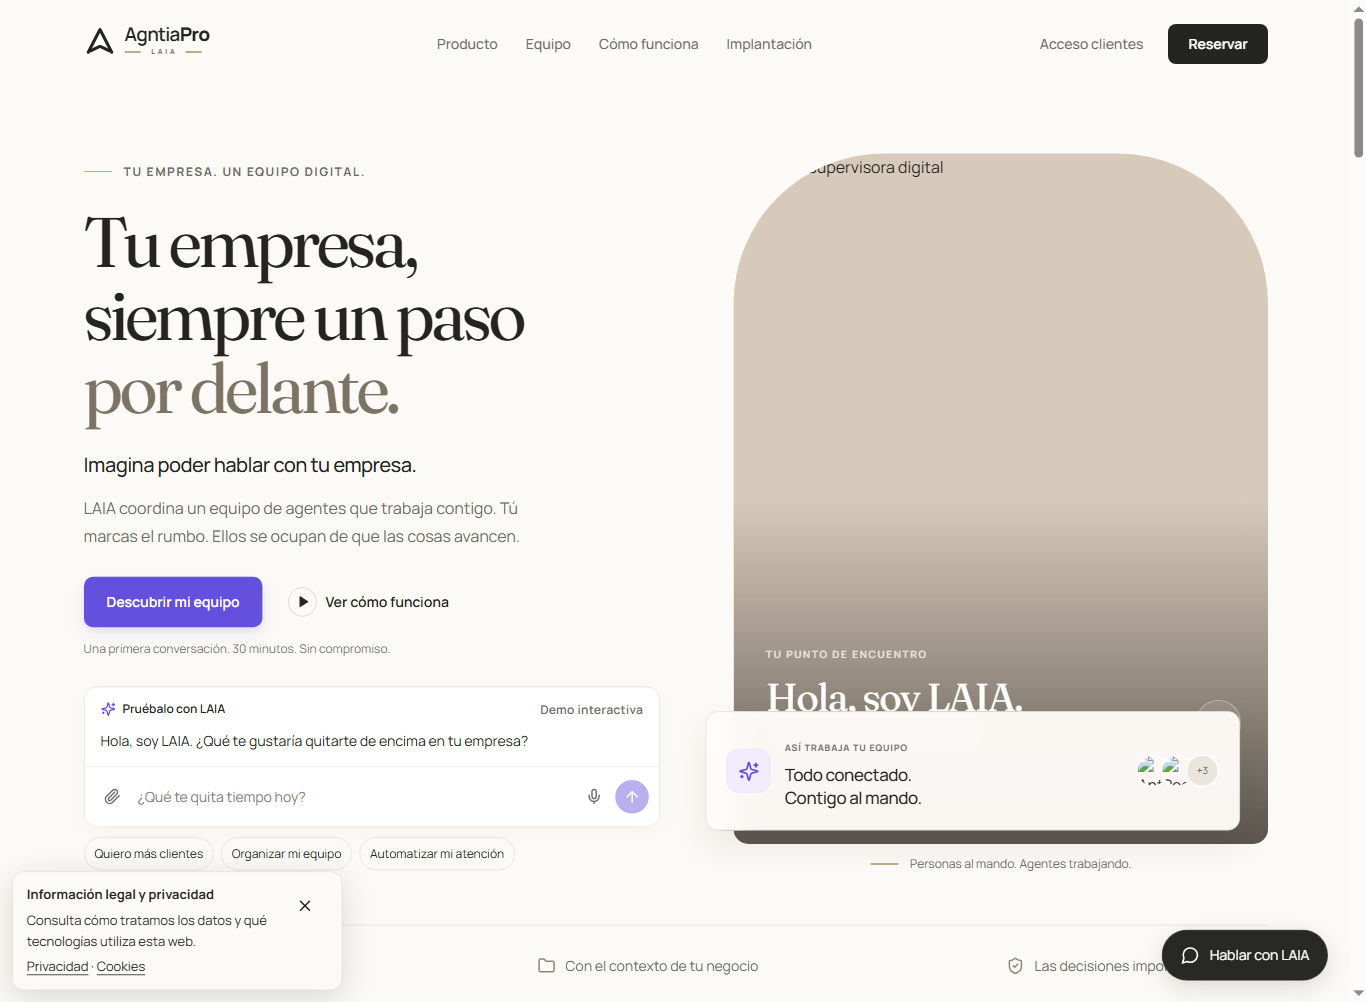 AgntiaPro
LAIA
Producto
Equipo
Cómo funciona
Implantación
Acceso clientes
Reservar
TU EMPRESA. UN EQUIPO DIGITAL.
Tu empresa,
siempre un paso
por delante.
Imagina poder hablar con tu empresa.
LAIA coordina un equipo de agentes que trabaja contigo. Tú
marcas el rumbo. Ellos se ocupan de que las cosas avancen.
Descubrir mi equipo
Ver cómo funciona
Una primera conversación. 30 minutos. Sin compromiso.
Pruébalo con LAIA
Demo interactiva
Hola, soy LAIA. ¿Qué te gustaría quitarte de encima en tu empresa?
¿Qué te quita tiempo hoy?
Quiero más clientes
Organizar mi equipo
Automatizar mi atención
supervisora digital
TU PUNTO DE ENCUENTRO
Hola, soy LAIA.
ASÍ TRABAJA TU EQUIPO
Todo conectado.
Contigo al mando.
+3
Personas al mando. Agentes trabajando.
Información legal y privacidad
Consulta cómo tratamos los datos y qué
tecnologías utiliza esta web.
Privacidad · Cookies
Con el contexto de tu negocio
Las decisiones
Hablar con LAIA